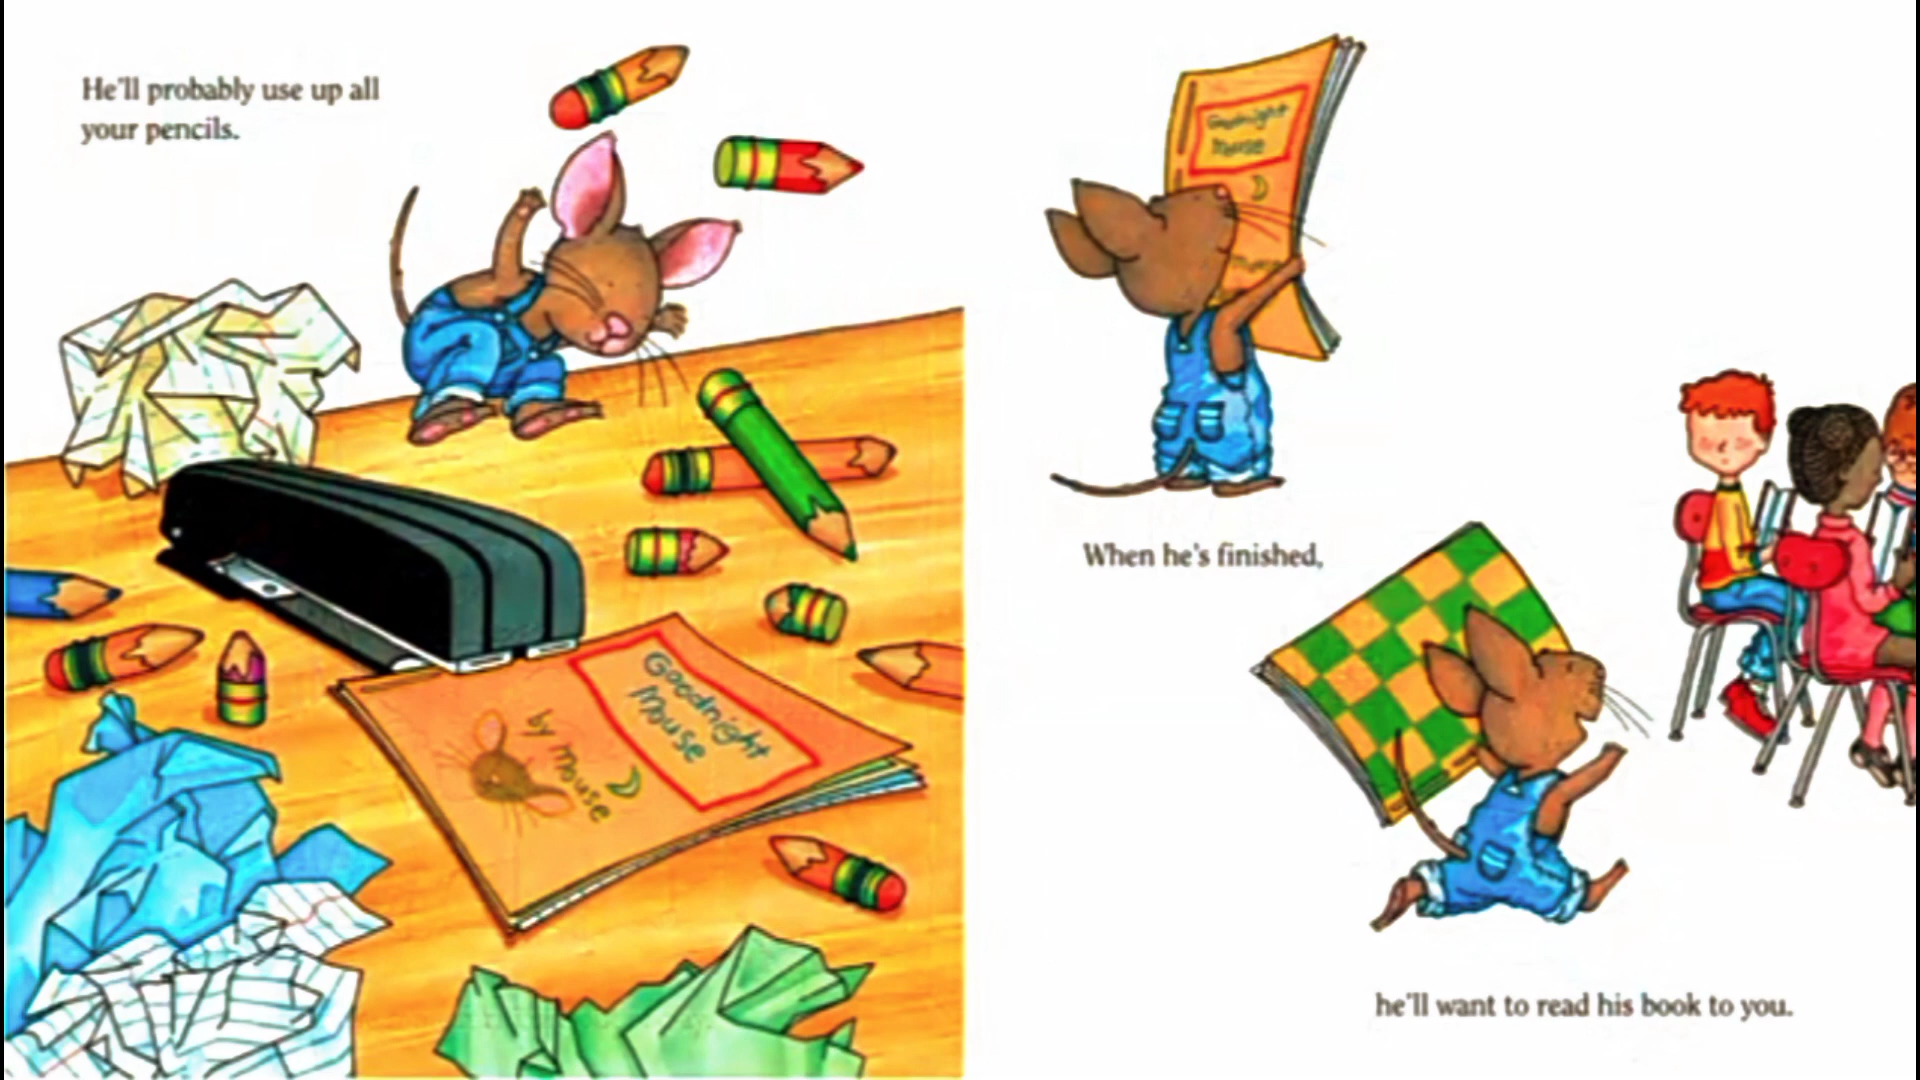 He'll probably use up all
your pencils.
Goodnight
Mouse
by mouse
Goodnight
Mouse
When he's finished,
he'll want to read his book to you.